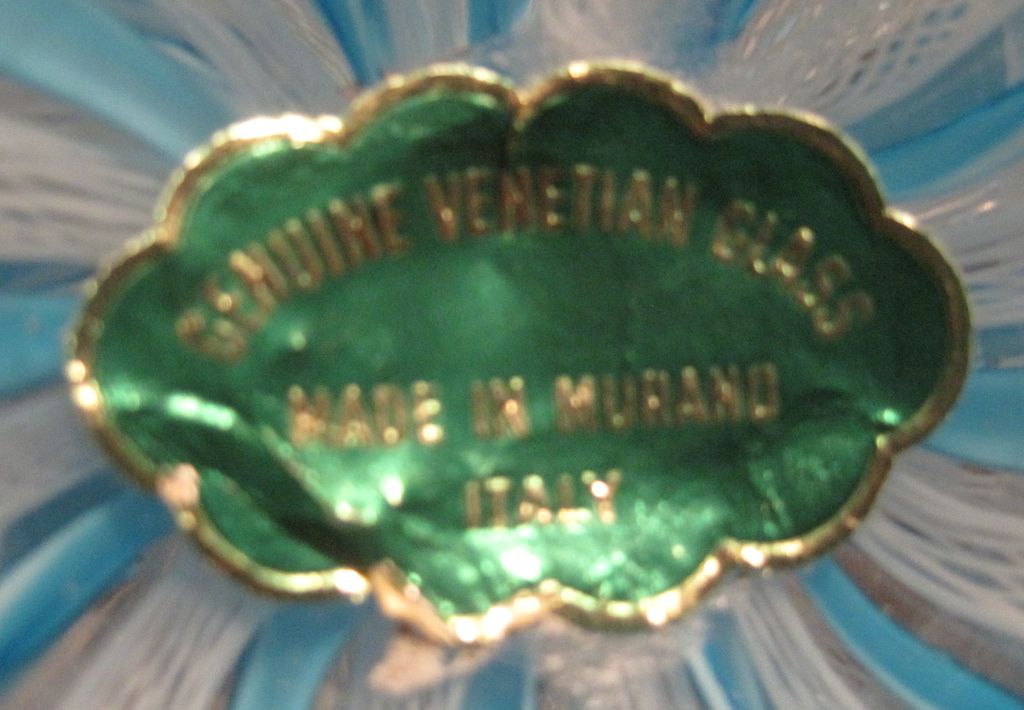 GENUINE VENETIAN GLASS
MADE IN MURANO
ITALY